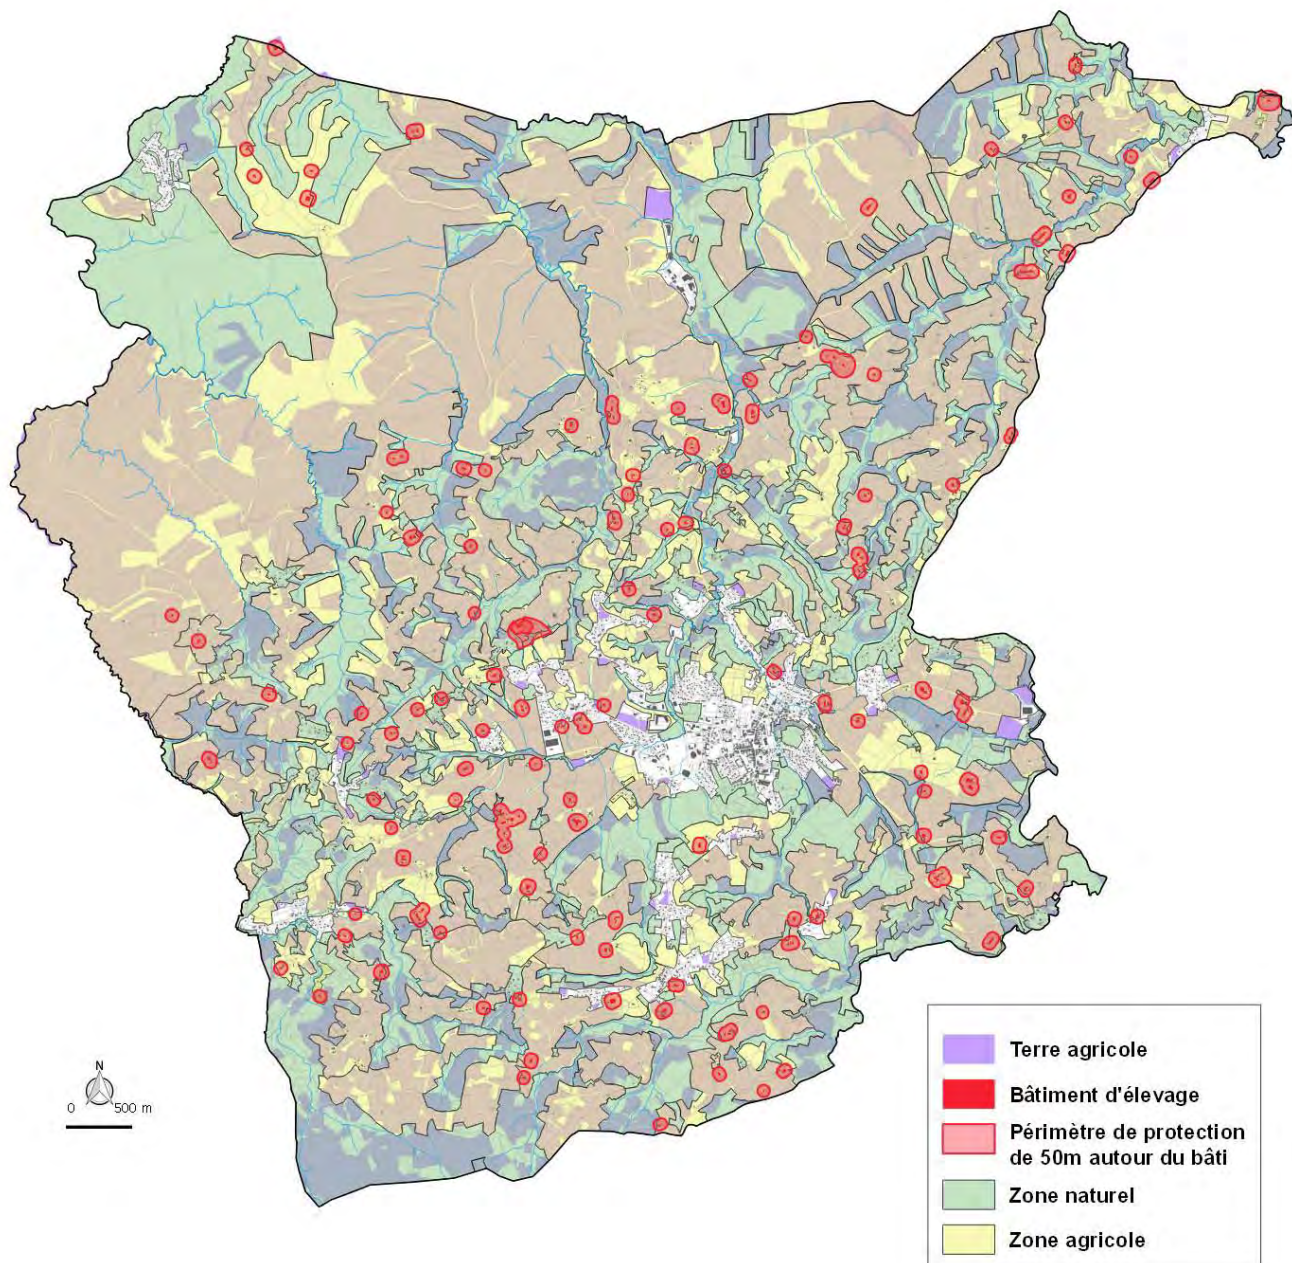 N
0 500 m
Terre agricole
Bâtiment d'élevage
Périmètre de protection
de 50m autour du bâti
Zone naturel
Zone agricole